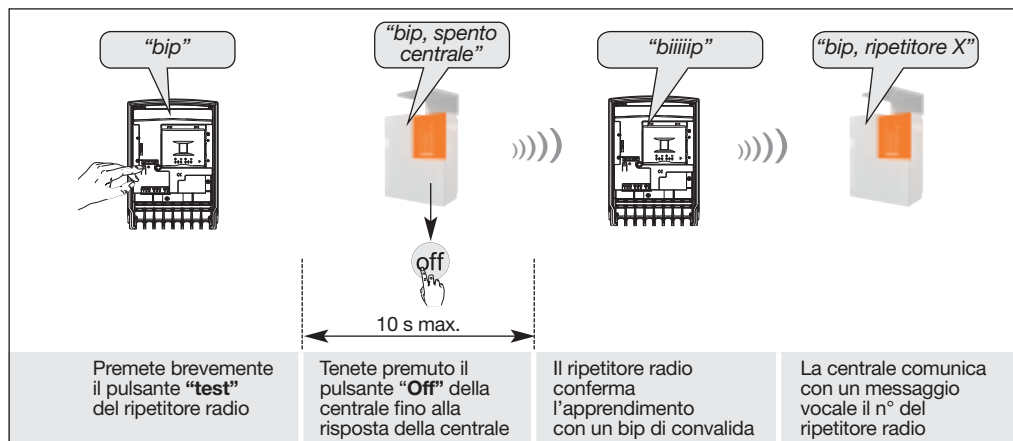 “bip”
“bip, spento
centrale”
“biiiiip”
“bip, ripetitore X”
off
10 s max.
Premete brevemente
il pulsante “test”
del ripetitore radio
Tenete premuto il
pulsante “Off” della
centrale fino alla
risposta della centrale
Il ripetitore radio
conferma
l’apprendimento
con un bip di convalida
La centrale comunica
con un messaggio
vocale il n° del
ripetitore radio